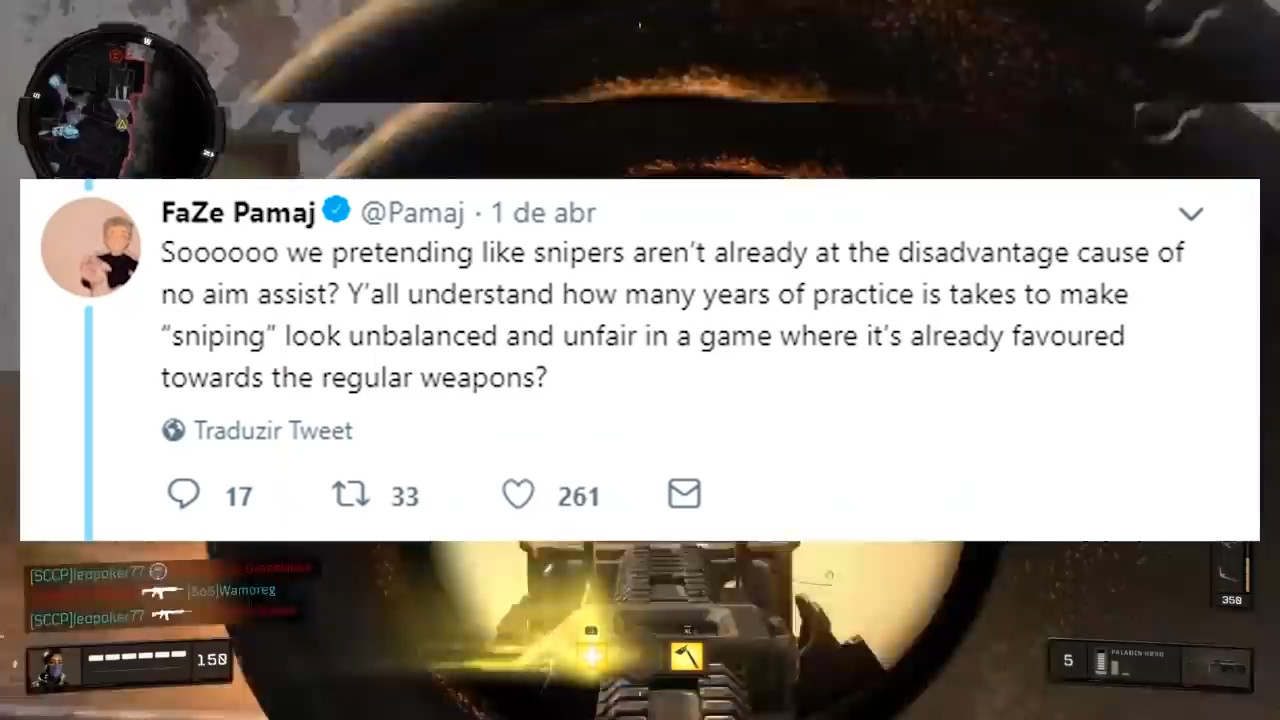 FaZe Pamaj @Pamaj · 1 de abr
Soooooo we pretending like snipers aren't already at the disadvantage cause of
no aim assist? Y'all understand how many years of practice is takes to make
“sniping” look unbalanced and unfair in a game where it's already favoured
towards the regular weapons?
Traduzir Tweet
17 33 261
[SCCP]leopoker77
[SoS]Wamoreg
[SCCP]leopoker77
150
350
5 PALADIN HB50